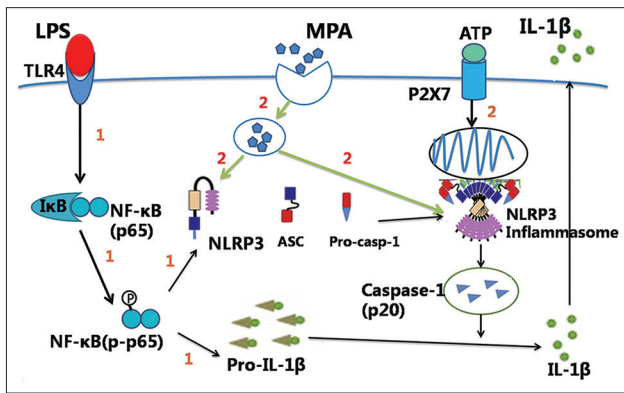 LPS
MPA
ATP
IL-1β
TLR4
P2X7
1
2
2
2
2
IκB
NF-κB
(p65)
NLRP3
ASC
Pro-casp-1
NLRP3
Inflammasome
1
1
P
Caspase-1
(p20)
NF-κB(p-p65)
1
Pro-IL-1β
IL-1β